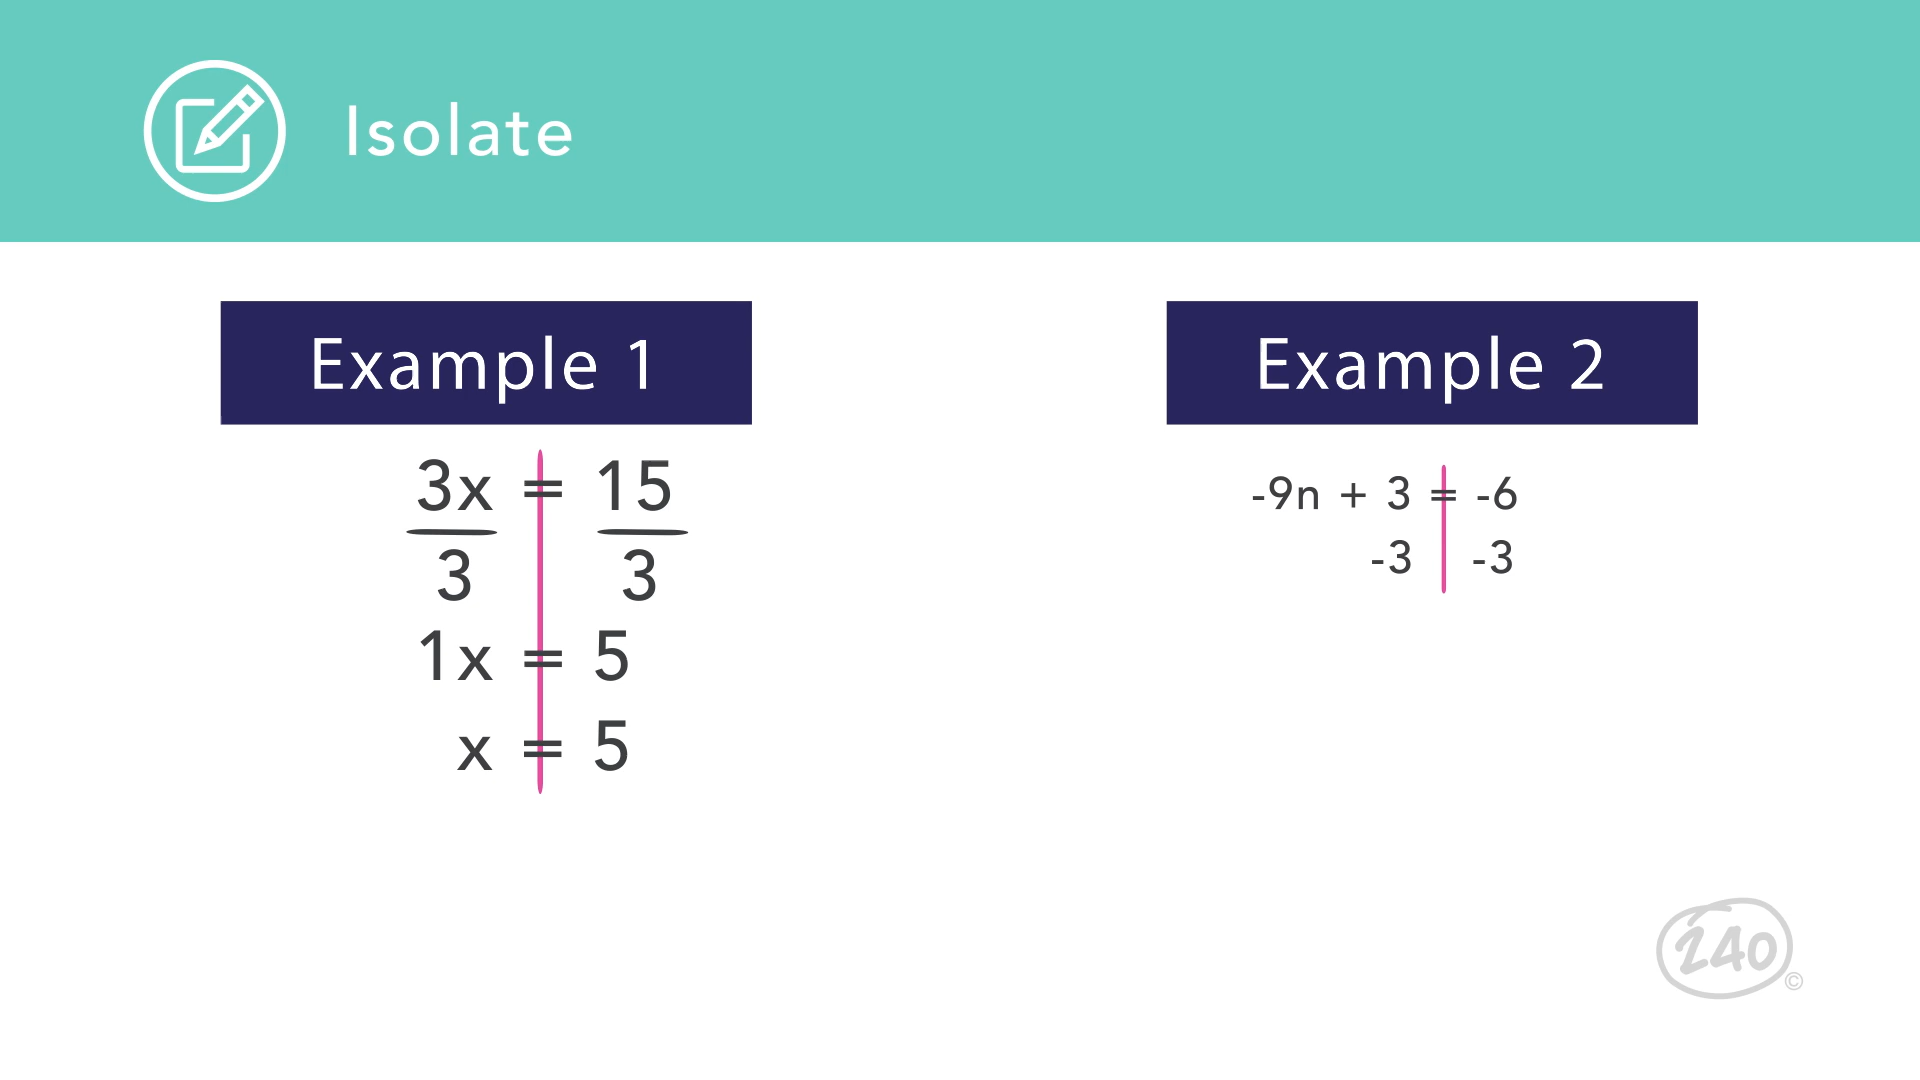 Isolate
Example 1
3x = 15
3 3
1x = 5
x = 5
Example 2
-9n + 3 = -6
-3 -3
240
©